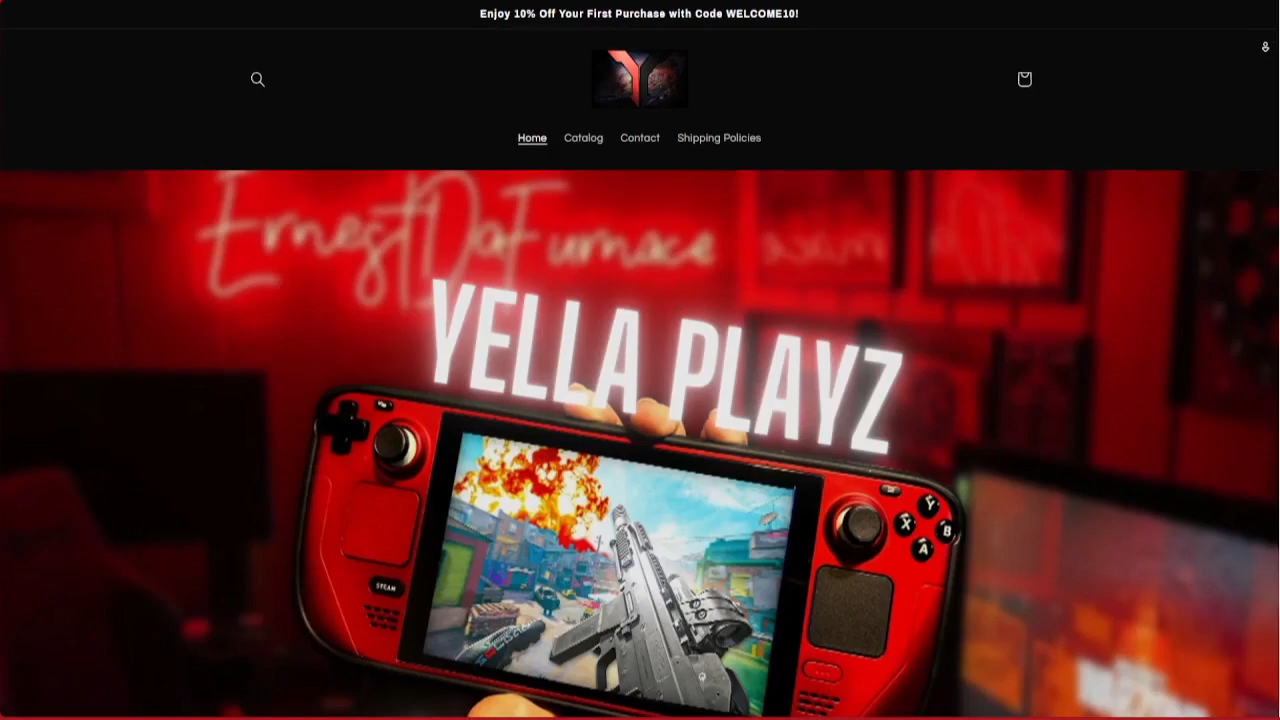 Enjoy 10% Off Your First Purchase with Code WELCOME10!
Home Catalog Contact Shipping Policies
ErnestDaFurnace
YELLA PLAYZ
Y
X B
A
STEAM